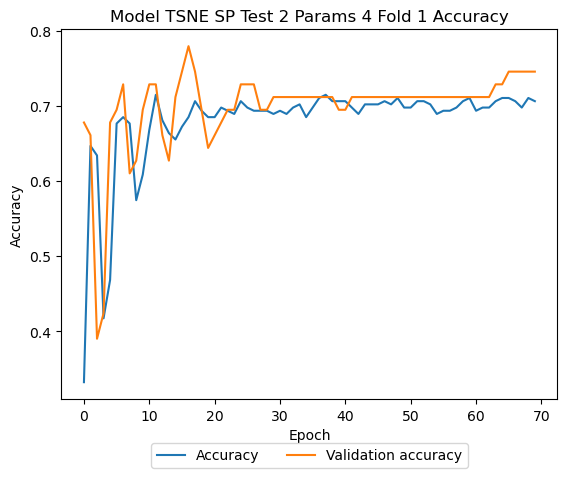 Model TSNE SP Test 2 Params 4 Fold 1 Accuracy
0.8
0.7
0.6
0.5
0.4
Accuracy
0 10 20 30 40 50 60 70
Epoch
Accuracy Validation accuracy